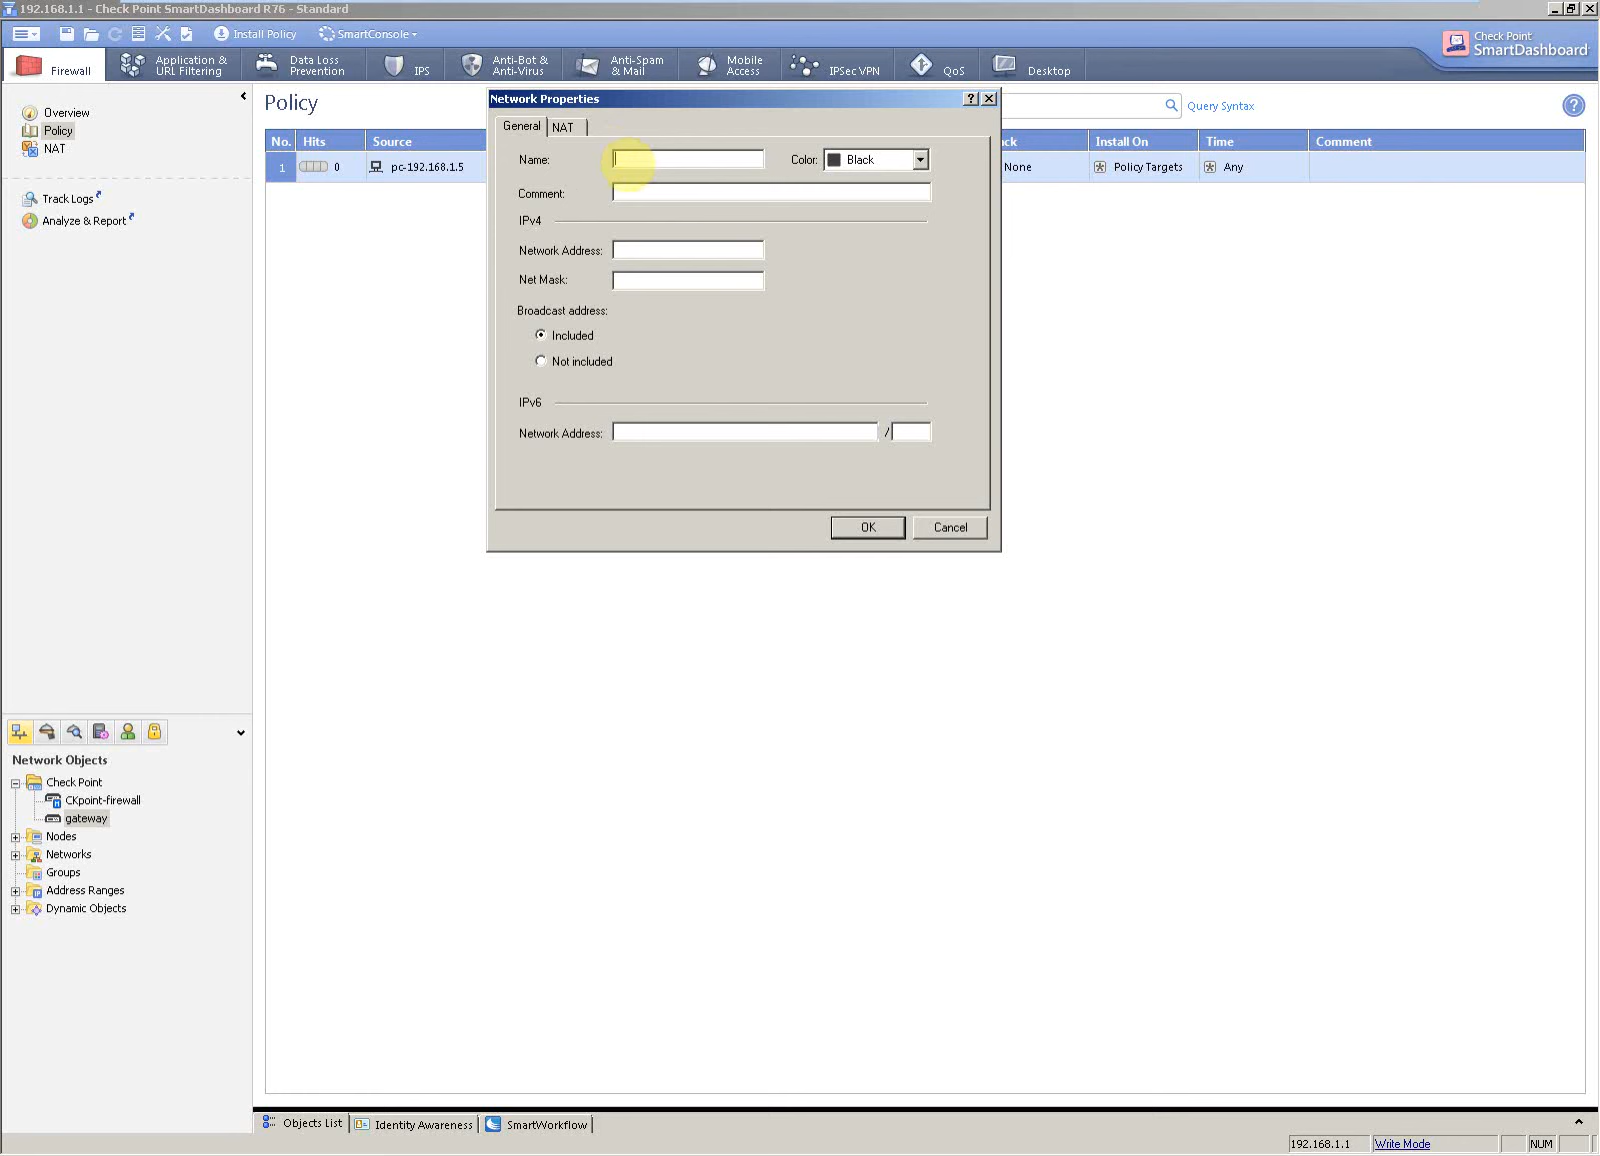 192.168.1.1 - Check Point SmartDashboard R76 - Standard
Install Policy
SmartConsole
Check Point
SmartDashboard
Firewall
Application &
URL Filtering
Data Loss
Prevention
IPS
Anti-Bot &
Anti-Virus
Anti-Spam
& Mail
Mobile
Access
IPSec VPN
QoS
Desktop
Overview
Policy
NAT
Track Logs
Analyze & Report
Policy
Query Syntax
No. Hits Source Install On Time Comment
1 0 pc-192.168.1.5 None Policy Targets Any
Network Properties
General NAT
Name: Color: Black
Comment:
IPv4
Network Address:
Net Mask:
Broadcast address:
Included
Not included
IPv6
Network Address: /
OK Cancel
Network Objects
Check Point
CKpoint-firewall
gateway
Nodes
Networks
Groups
Address Ranges
Dynamic Objects
Objects List Identity Awareness SmartWorkflow
192.168.1.1 Write Mode NUM